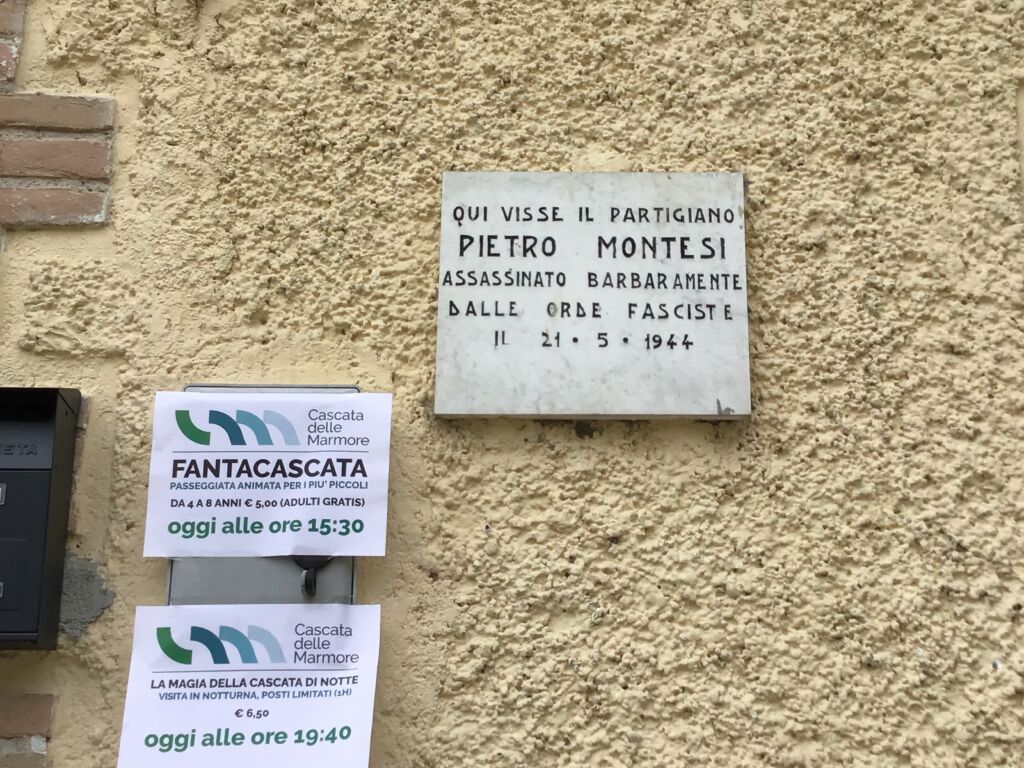 QUI VISSE IL PARTIGIANO
PIETRO MONTESI
ASSASSINATO BARBARAMENTE
DALLE ORDE FASCISTE
IL 21 • 5 • 1944
Cascata
delle
Marmore
FANTACASCATA
PASSEGGIATA ANIMATA PER I PIU' PICCOLI
DA 4 A 8 ANNI € 5,00 (ADULTI GRATIS)
oggi alle ore 15:30
Cascata
delle
Marmore
LA MAGIA DELLA CASCATA DI NOTTE
VISITA IN NOTTURNA, POSTI LIMITATI (1H)
€ 6,50
oggi alle ore 19:40